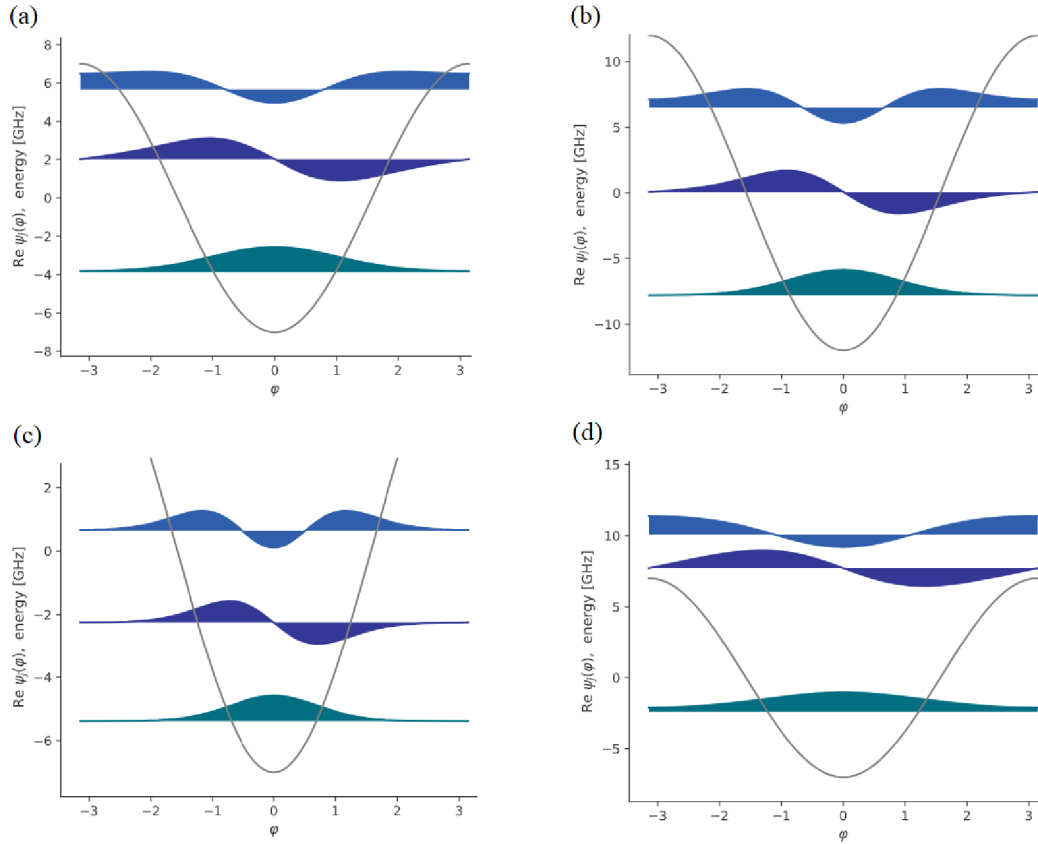 (a)
8
6
4
2
0
−2
−4
−6
−8
Re ψj(φ), energy [GHz]
−3 −2 −1 0 1 2 3
φ
(b)
10
5
0
−5
−10
Re ψj(φ), energy [GHz]
−3 −2 −1 0 1 2 3
φ
(c)
2
0
−2
−4
−6
Re ψj(φ), energy [GHz]
−3 −2 −1 0 1 2 3
φ
(d)
15
10
5
0
−5
Re ψj(φ), energy [GHz]
−3 −2 −1 0 1 2 3
φ